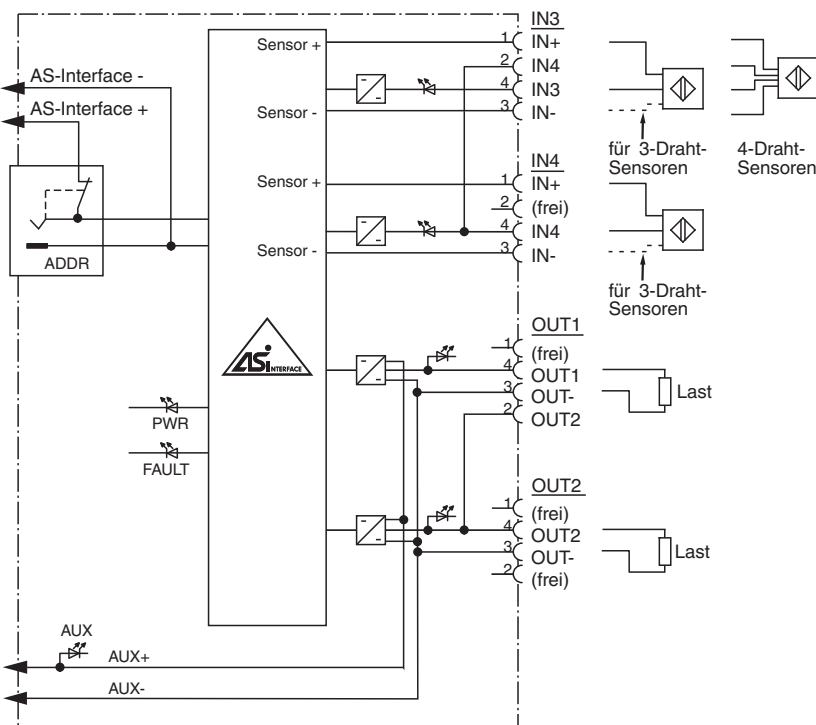 AS-Interface -
AS-Interface +
ADDR
Sensor +
Sensor -
Sensor +
Sensor -
ASi INTERFACE
PWR
FAULT
AUX
AUX+
AUX-
IN3
1 IN+
2 IN4
4 IN3
3 IN-
für 3-Draht-
Sensoren
4-Draht-
Sensoren
IN4
1 IN+
2 (frei)
4 IN4
3 IN-
für 3-Draht-
Sensoren
OUT1
1 (frei)
4 OUT1
3 OUT-
2 OUT2
Last
OUT2
1 (frei)
4 OUT2
3 OUT-
2 (frei)
Last